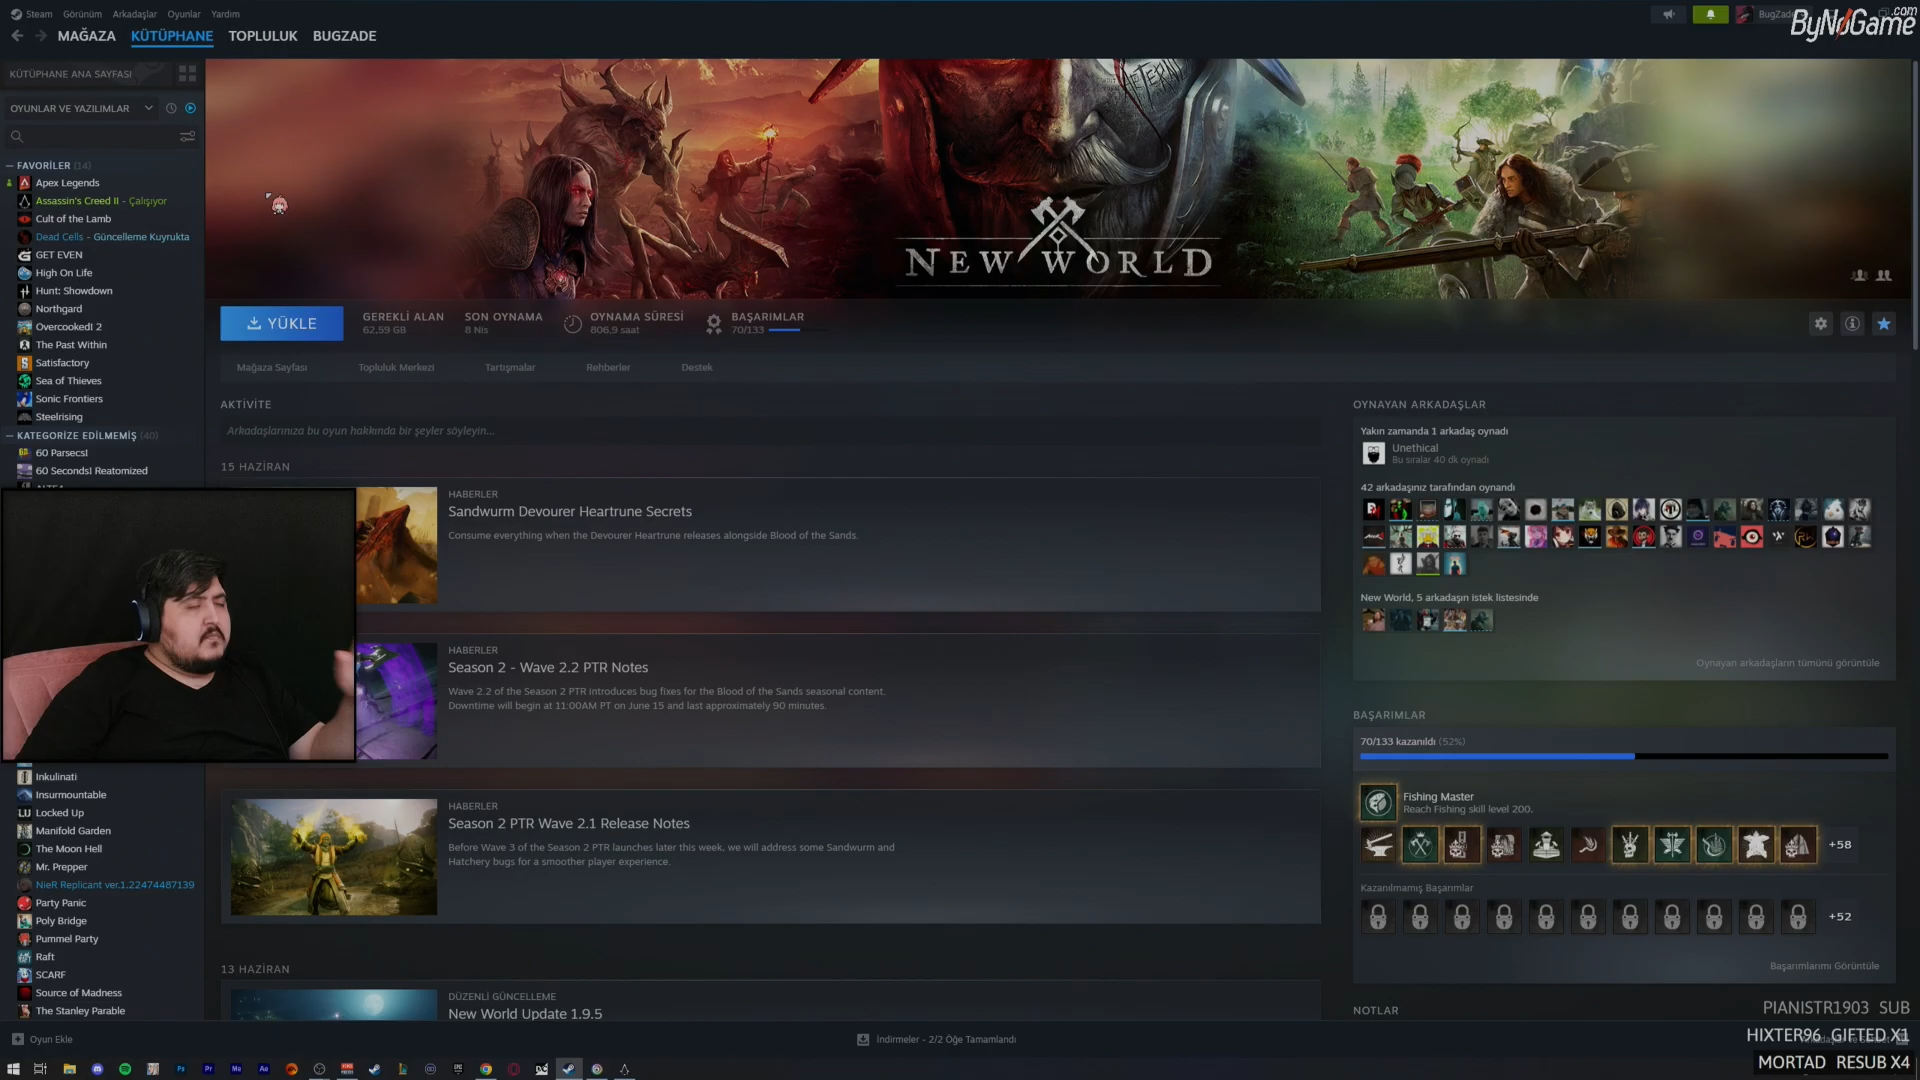 Steam Görünüm Arkadaşlar Oyunlar Yardım
MAĞAZA KÜTÜPHANE TOPLULUK BUGZADE
ByNoGame.com
KÜTÜPHANE ANA SAYFASI
OYUNLAR VE YAZILIMLAR
FAVORİLER (14)
Apex Legends
Assassin's Creed II - Çalışıyor
Cult of the Lamb
Dead Cells - Güncelleme Kuyrukta
GET EVEN
High On Life
Hunt: Showdown
Northgard
Overcooked! 2
The Past Within
Satisfactory
Sea of Thieves
Sonic Frontiers
Steelrising
KATEGORİZE EDİLMEMİŞ (40)
60 Parsecs!
60 Seconds! Reatomized
Inkulinati
Insurmountable
Locked Up
Manifold Garden
The Moon Hell
Mr. Prepper
NieR Replicant ver.1.22474487139
Party Panic
Poly Bridge
Pummel Party
Raft
SCARF
Source of Madness
The Stanley Parable
Oyun Ekle
NEW WORLD
YÜKLE
GEREKLİ ALAN
62,59 GB
SON OYNAMA
8 Nis
OYNAMA SÜRESİ
806,9 saat
BAŞARIMLAR
70/133
Mağaza Sayfası Topluluk Merkezi Tartışmalar Rehberler Destek
AKTİVİTE
Arkadaşlarınıza bu oyun hakkında bir şeyler söyleyin...
15 HAZİRAN
HABERLER
Sandwurm Devourer Heartrune Secrets
Consume everything when the Devourer Heartrune releases alongside Blood of the Sands.
HABERLER
Season 2 - Wave 2.2 PTR Notes
Wave 2.2 of the Season 2 PTR introduces bug fixes for the Blood of the Sands seasonal content.
Downtime will begin at 11:00AM PT on June 15 and last approximately 90 minutes.
HABERLER
Season 2 PTR Wave 2.1 Release Notes
Before Wave 3 of the Season 2 PTR launches later this week, we will address some Sandwurm and
Hatchery bugs for a smoother player experience.
13 HAZİRAN
DÜZENLİ GÜNCELLEME
New World Update 1.9.5
İndirmeler - 2/2 Öğe Tamamlandı
OYNAYAN ARKADAŞLAR
Yakın zamanda 1 arkadaş oynadı
Unethical
Bu sıralar 40 dk oynadı
42 arkadaşınız tarafından oynandı
New World, 5 arkadaşın istek listesinde
Oynayan arkadaşların tümünü görüntüle
BAŞARIMLAR
70/133 kazanıldı (52%)
Fishing Master
Reach Fishing skill level 200.
+58
Kazanılmamış Başarımlar
+52
Başarımlarımı Görüntüle
NOTLAR
PIANISTR1903 SUB
HIXTER96 GIFTED X1
MORTAD RESUB X4